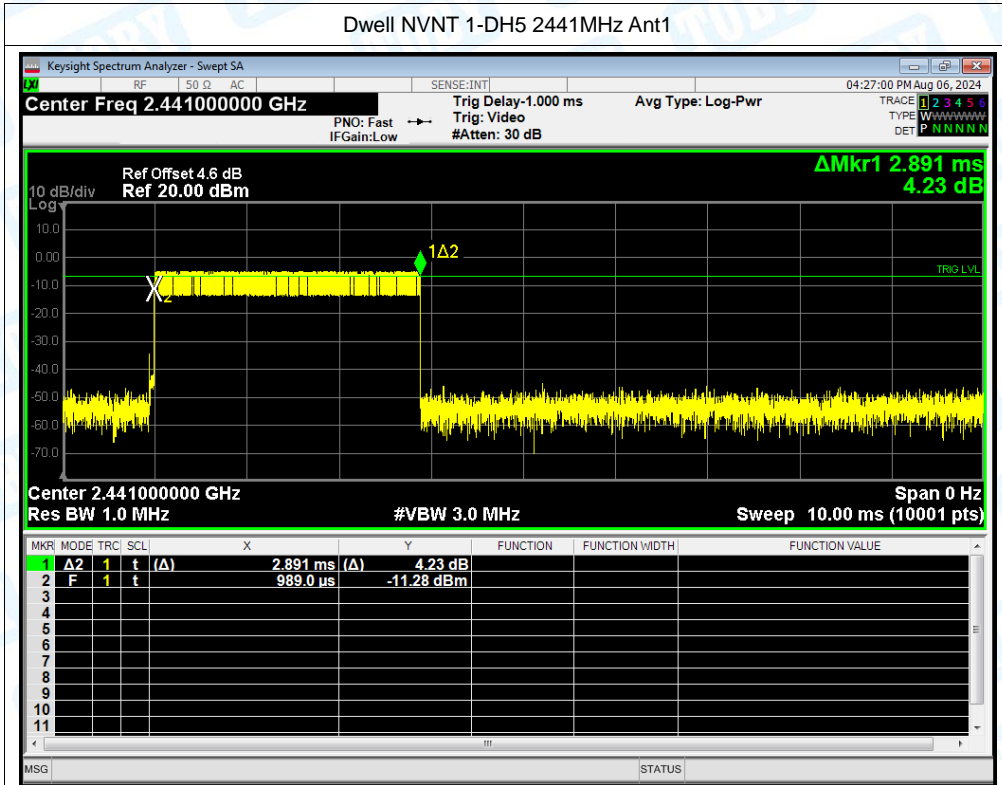 Dwell NVNT 1-DH5 2441MHz Ant1
Keysight Spectrum Analyzer - Swept SA
LXI RF 50 Ω AC SENSE:INT 04:27:00 PM Aug 06, 2024
Center Freq 2.441000000 GHz
PNO: Fast
IFGain:Low
Trig Delay-1.000 ms
Trig: Video
#Atten: 30 dB
Avg Type: Log-Pwr
TRACE 1 2 3 4 5 6
TYPE WWWWWWW
DET P N N N N N
ΔMkr1 2.891 ms
4.23 dB
Ref Offset 4.6 dB
10 dB/div Ref 20.00 dBm
Log
10.0
0.00
-10.0
-20.0
-30.0
-40.0
-50.0
-60.0
-70.0
1Δ2
TRIG LVL
2
Center 2.441000000 GHz Span 0 Hz
Res BW 1.0 MHz #VBW 3.0 MHz Sweep 10.00 ms (10001 pts)
MKR MODE TRC SCL X Y FUNCTION FUNCTION WIDTH FUNCTION VALUE
1 Δ2 1 t (Δ) 2.891 ms (Δ) 4.23 dB
2 F 1 t 989.0 µs -11.28 dBm
3
4
5
6
7
8
9
10
11
MSG STATUS